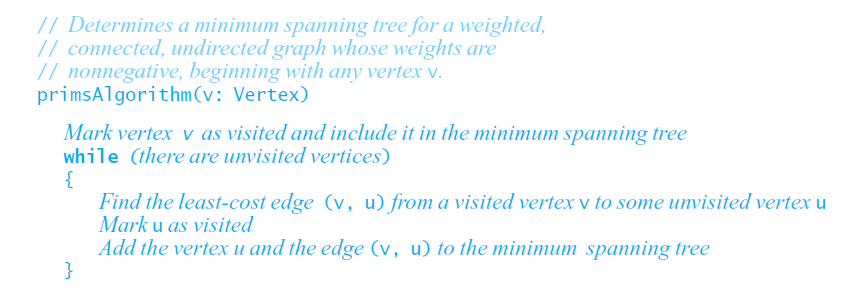 // Determines a minimum spanning tree for a weighted,
// connected, undirected graph whose weights are
// nonnegative, beginning with any vertex v.
primsAlgorithm(v: Vertex)
Mark vertex v as visited and include it in the minimum spanning tree
while (there are unvisited vertices)
{
Find the least-cost edge (v, u) from a visited vertex v to some unvisited vertex u
Mark u as visited
Add the vertex u and the edge (v, u) to the minimum spanning tree
}